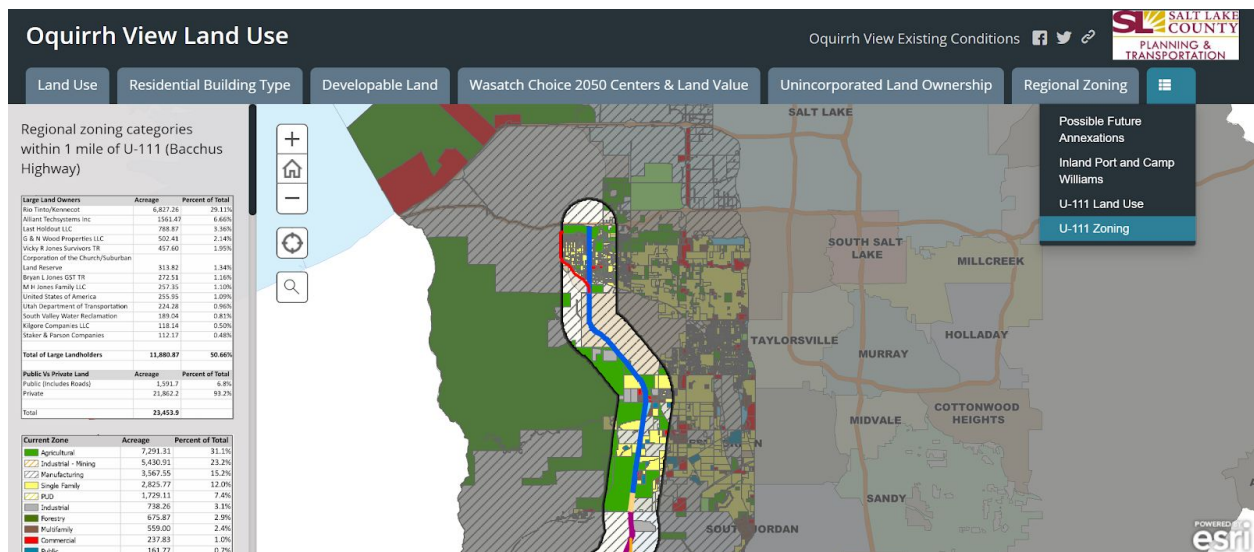 Oquirrh View Land Use
Oquirrh View Existing Conditions
SL SALT LAKE
COUNTY
PLANNING &
TRANSPORTATION
Land Use Residential Building Type Developable Land Wasatch Choice 2050 Centers & Land Value Unincorporated Land Ownership Regional Zoning
Possible Future
Annexations
Inland Port and Camp
Williams
U-111 Land Use
U-111 Zoning
Regional zoning categories
within 1 mile of U-111 (Bacchus
Highway)
Large Land Owners Acreage Percent of Total
Rio Tinto/Kennecot 6,827.26 29.11%
Alliant Techsystems Inc 1561.47 6.66%
Last Holdout LLC 788.87 3.36%
G & N Wood Properties LLC 502.41 2.14%
Vicky R Jones Survivors TR 457.60 1.95%
Corporation of the Church/Suburban
Land Reserve 313.82 1.34%
Bryan L Jones GST TR 272.51 1.16%
M H Jones Family LLC 257.35 1.10%
United States of America 255.95 1.09%
Utah Department of Transportation 224.28 0.96%
South Valley Water Reclamation 189.04 0.81%
Kilgore Companies LLC 118.14 0.50%
Staker & Parson Companies 112.17 0.48%
Total of Large Landholders 11,880.87 50.66%
Public Vs Private Land Acreage Percent of Total
Public (Includes Roads) 1,591.7 6.8%
Private 21,862.2 93.2%
Total 23,453.9
Current Zone Acreage Percent of Total
Agricultural 7,291.31 31.1%
Industrial - Mining 5,430.91 23.2%
Manufacturing 3,567.55 15.2%
Single Family 2,825.77 12.0%
PUD 1,729.11 7.4%
Industrial 738.26 3.1%
Forestry 675.87 2.9%
Multifamily 559.00 2.4%
Commercial 237.83 1.0%
Public 161.77 0.7%
SALT LAKE
SOUTH SALT
LAKE
MILLCREEK
HOLLADAY
TAYLORSVILLE
MURRAY
COTTONWOOD
HEIGHTS
MIDVALE
SANDY
SOUTH JORDAN
POWERED BY
esri